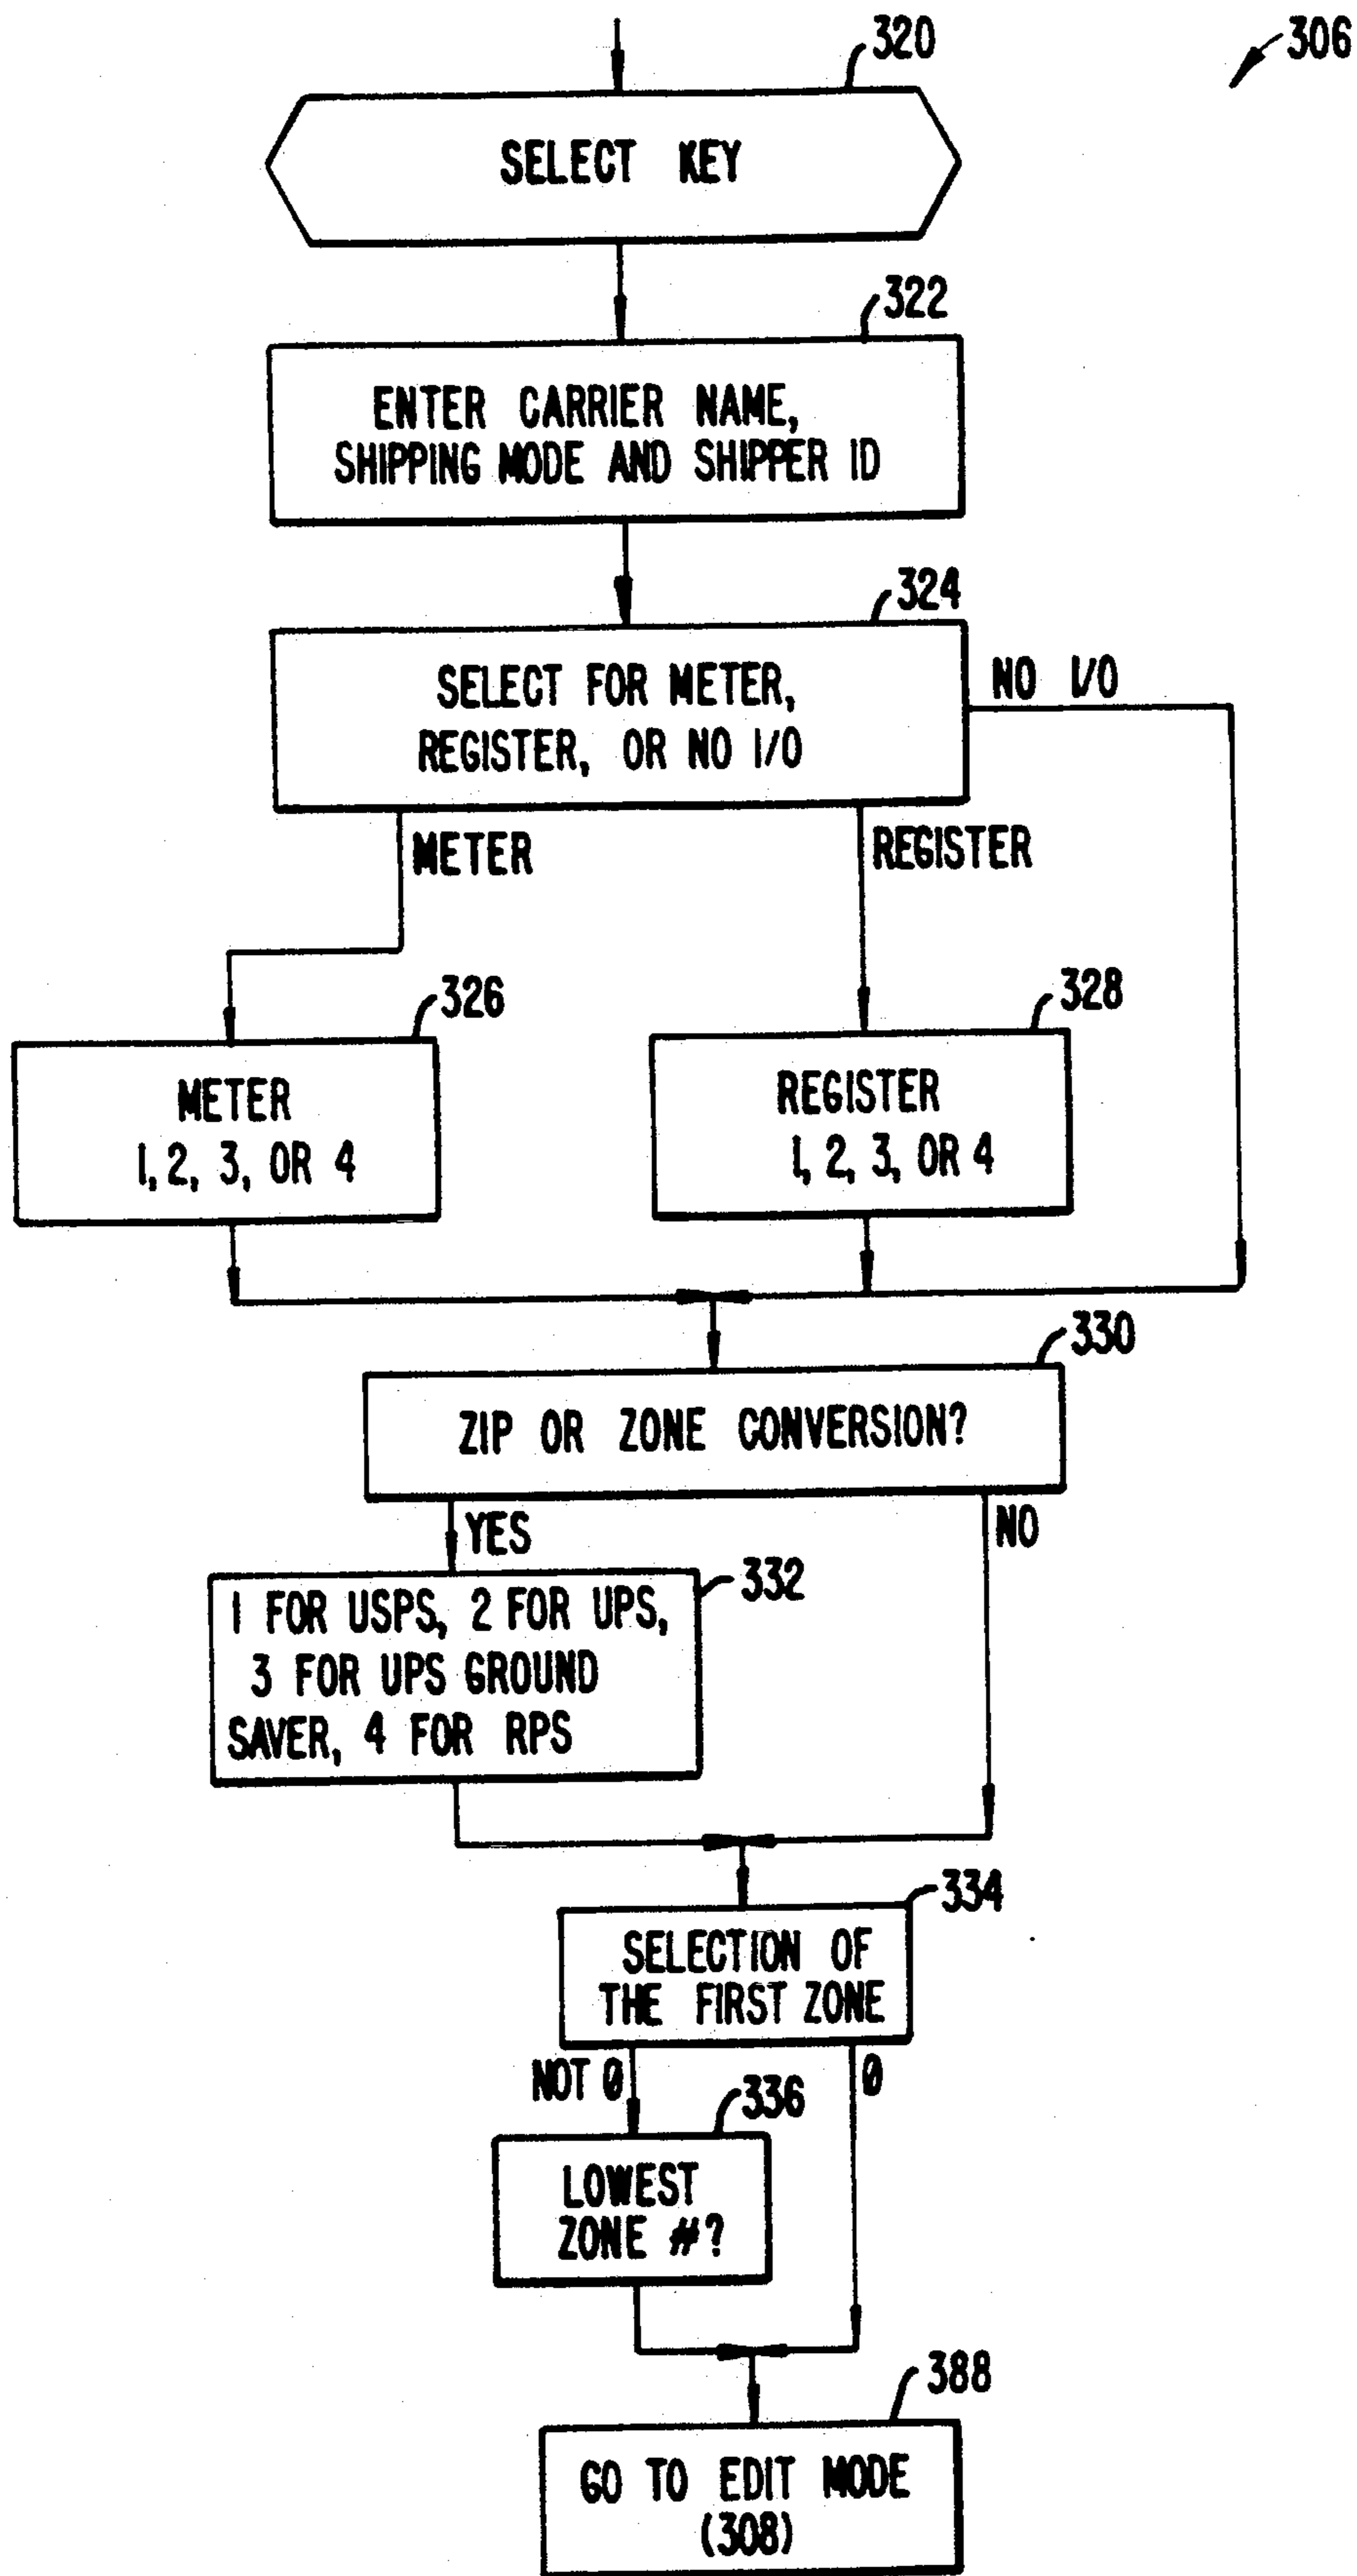 306
320
SELECT KEY
322
ENTER CARRIER NAME,
SHIPPING MODE AND SHIPPER ID
324
SELECT FOR METER,
REGISTER, OR NO I/O
NO I/O
METER
REGISTER
326
METER
1, 2, 3, OR 4
328
REGISTER
1, 2, 3, OR 4
330
ZIP OR ZONE CONVERSION?
YES
NO
332
1 FOR USPS, 2 FOR UPS,
3 FOR UPS GROUND
SAVER, 4 FOR RPS
334
SELECTION OF
THE FIRST ZONE
NOT 0
0
336
LOWEST
ZONE #?
388
GO TO EDIT MODE
(308)